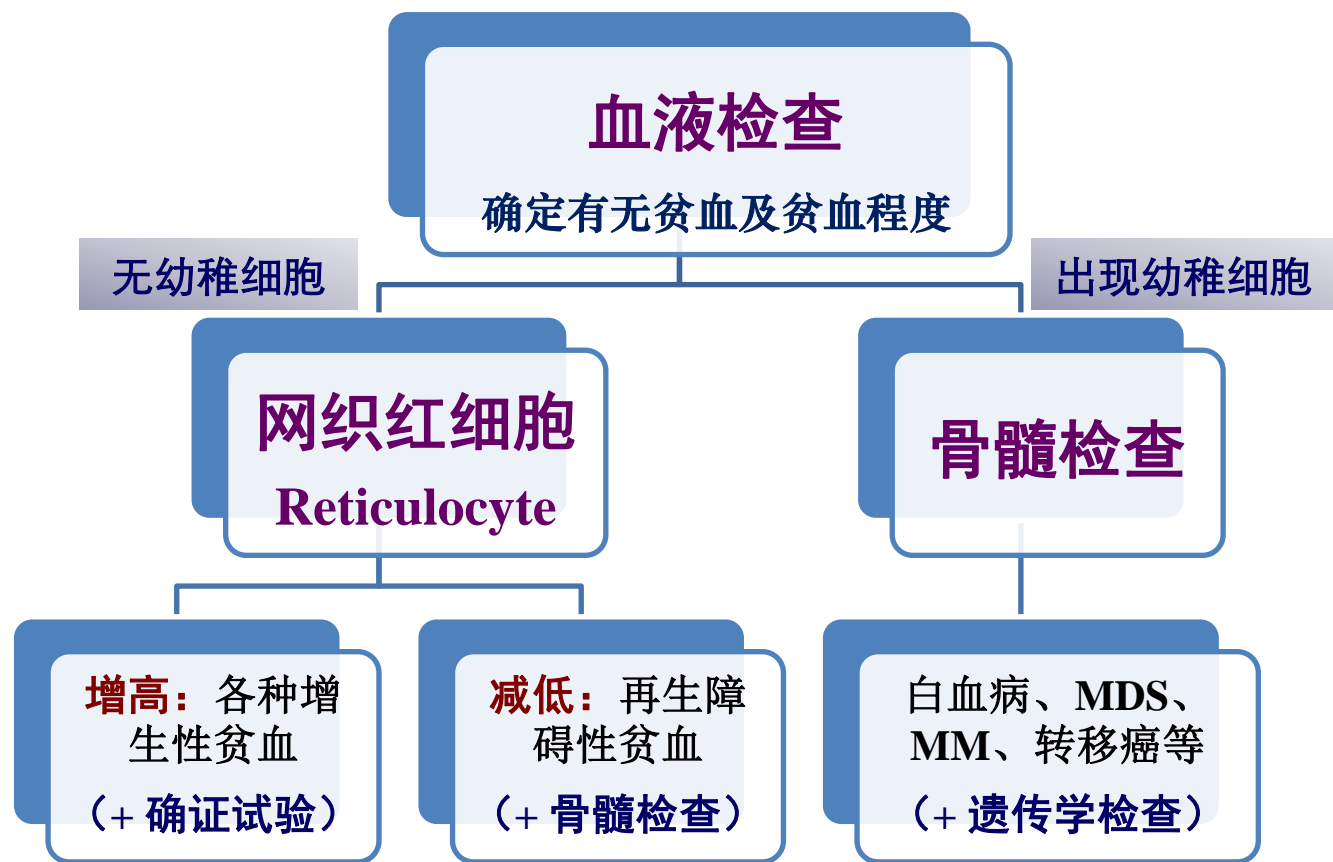 血液检查
确定有无贫血及贫血程度
无幼稚细胞
出现幼稚细胞
网织红细胞
Reticulocyte
骨髓检查
增高：各种增
生性贫血
（+ 确证试验）
减低：再生障
碍性贫血
（+ 骨髓检查）
白血病、MDS、
MM、转移癌等
（+ 遗传学检查）